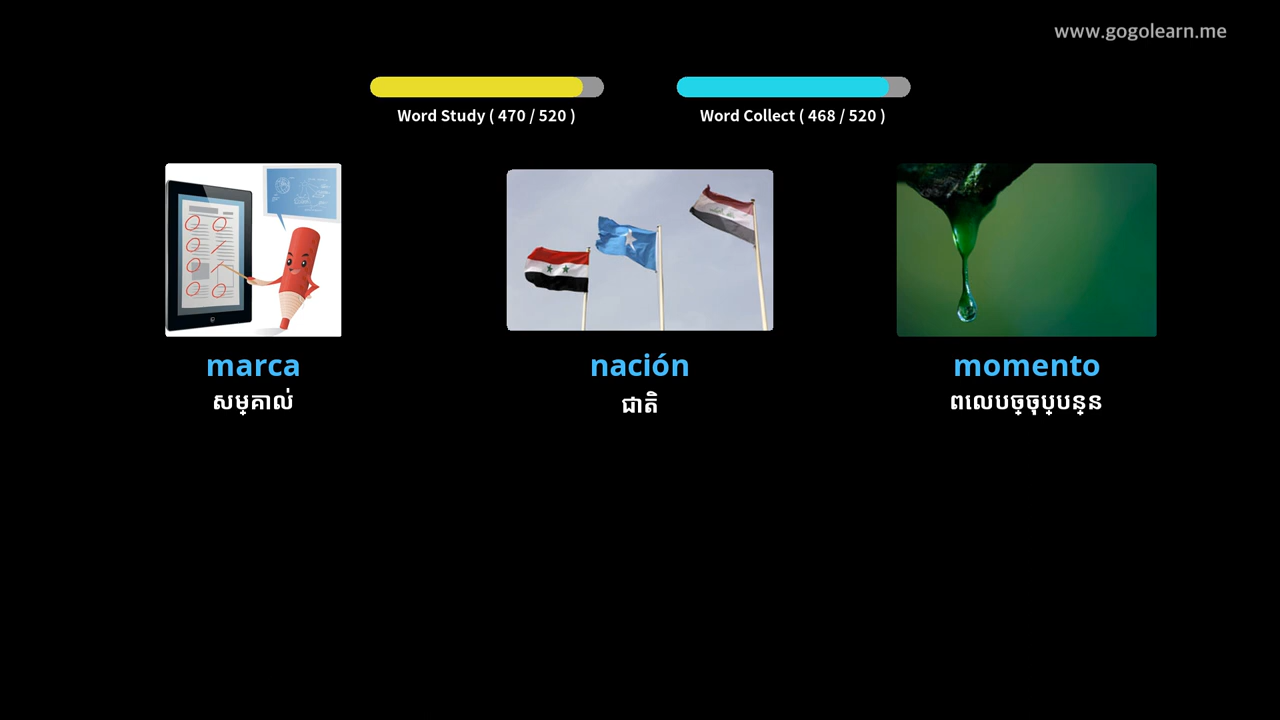 www.gogolearn.me
Word Study ( 470 / 520 )
Word Collect ( 468 / 520 )
marca
សម្គាល់
nación
ជាតិ
momento
ពេលបច្ចុប្បន្ន